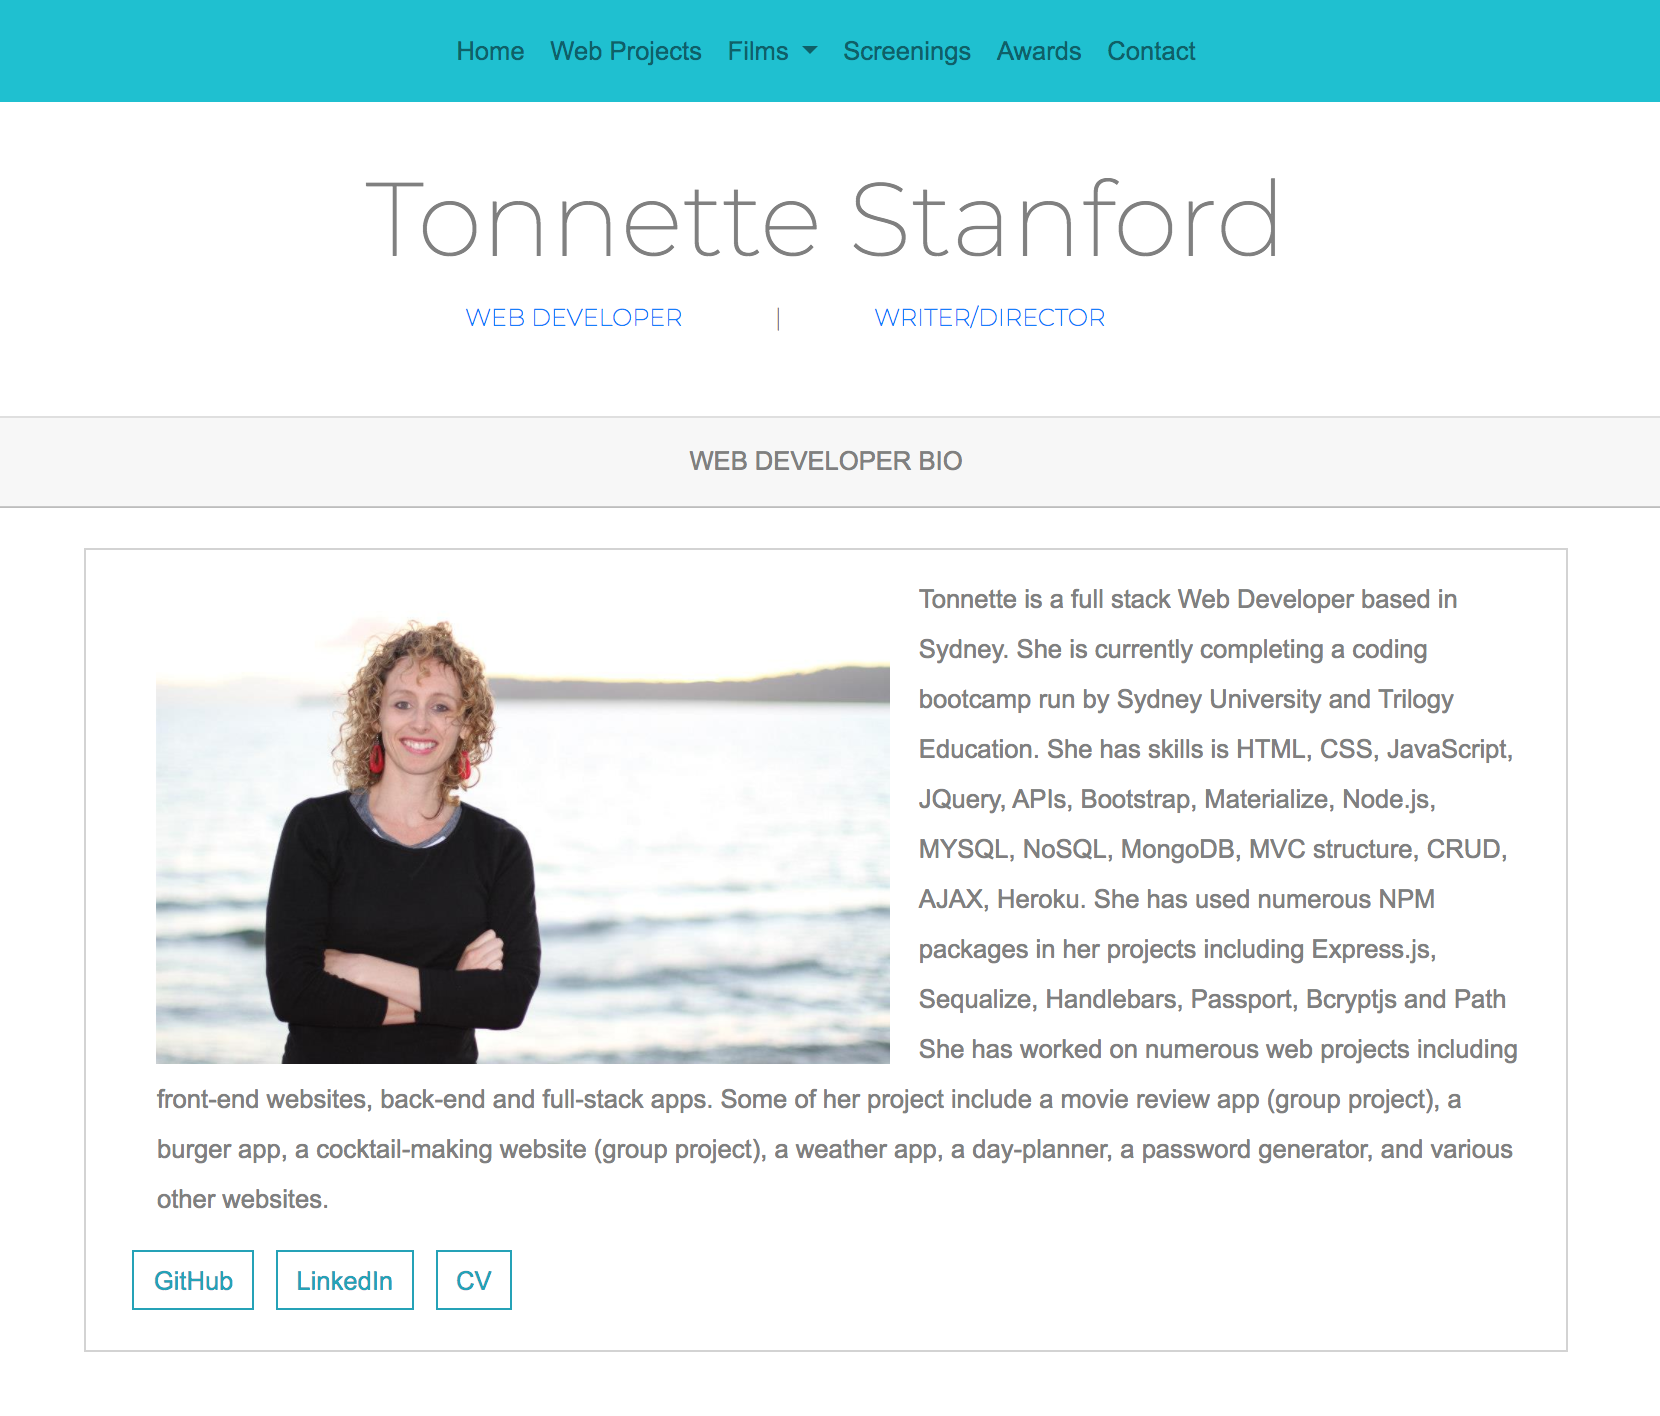 Home Web Projects Films Screenings Awards Contact
Tonnette Stanford
WEB DEVELOPER | WRITER/DIRECTOR
WEB DEVELOPER BIO
Tonnette is a full stack Web Developer based in
Sydney. She is currently completing a coding
bootcamp run by Sydney University and Trilogy
Education. She has skills is HTML, CSS, JavaScript,
JQuery, APIs, Bootstrap, Materialize, Node.js,
MYSQL, NoSQL, MongoDB, MVC structure, CRUD,
AJAX, Heroku. She has used numerous NPM
packages in her projects including Express.js,
Sequalize, Handlebars, Passport, Bcryptjs and Path
She has worked on numerous web projects including
front-end websites, back-end and full-stack apps. Some of her project include a movie review app (group project), a
burger app, a cocktail-making website (group project), a weather app, a day-planner, a password generator, and various
other websites.
GitHub LinkedIn CV